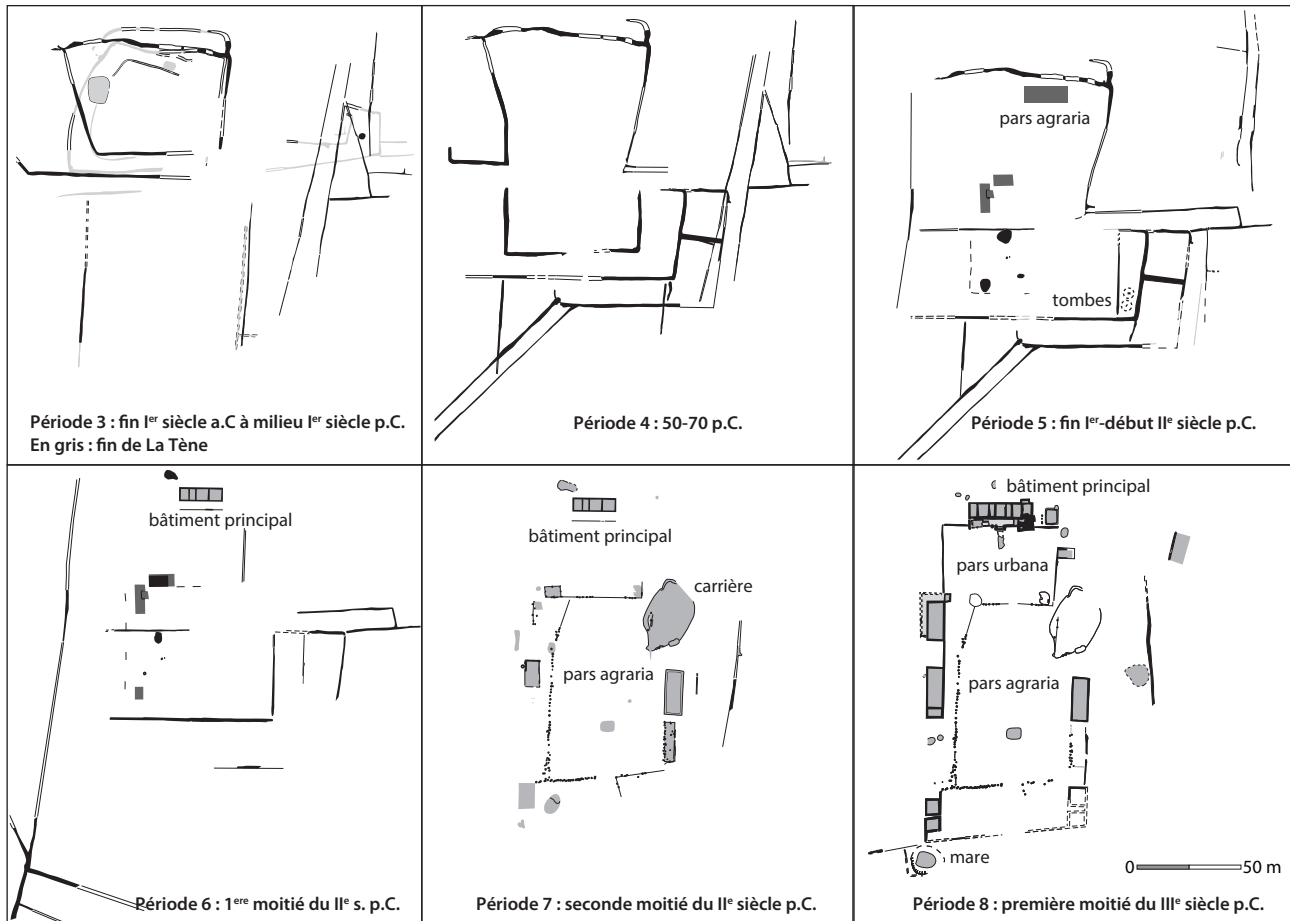 Période 3 : fin Ier siècle a.C à milieu Ier siècle p.C.
En gris : fin de La Tène
Période 4 : 50-70 p.C.
pars agraria
tombes
Période 5 : fin Ier-début IIe siècle p.C.
bâtiment principal
Période 6 : 1ere moitié du IIe s. p.C.
bâtiment principal
carrière
pars agraria
Période 7 : seconde moitié du IIe siècle p.C.
bâtiment principal
pars urbana
pars agraria
mare
0 50 m
Période 8 : première moitié du IIIe siècle p.C.